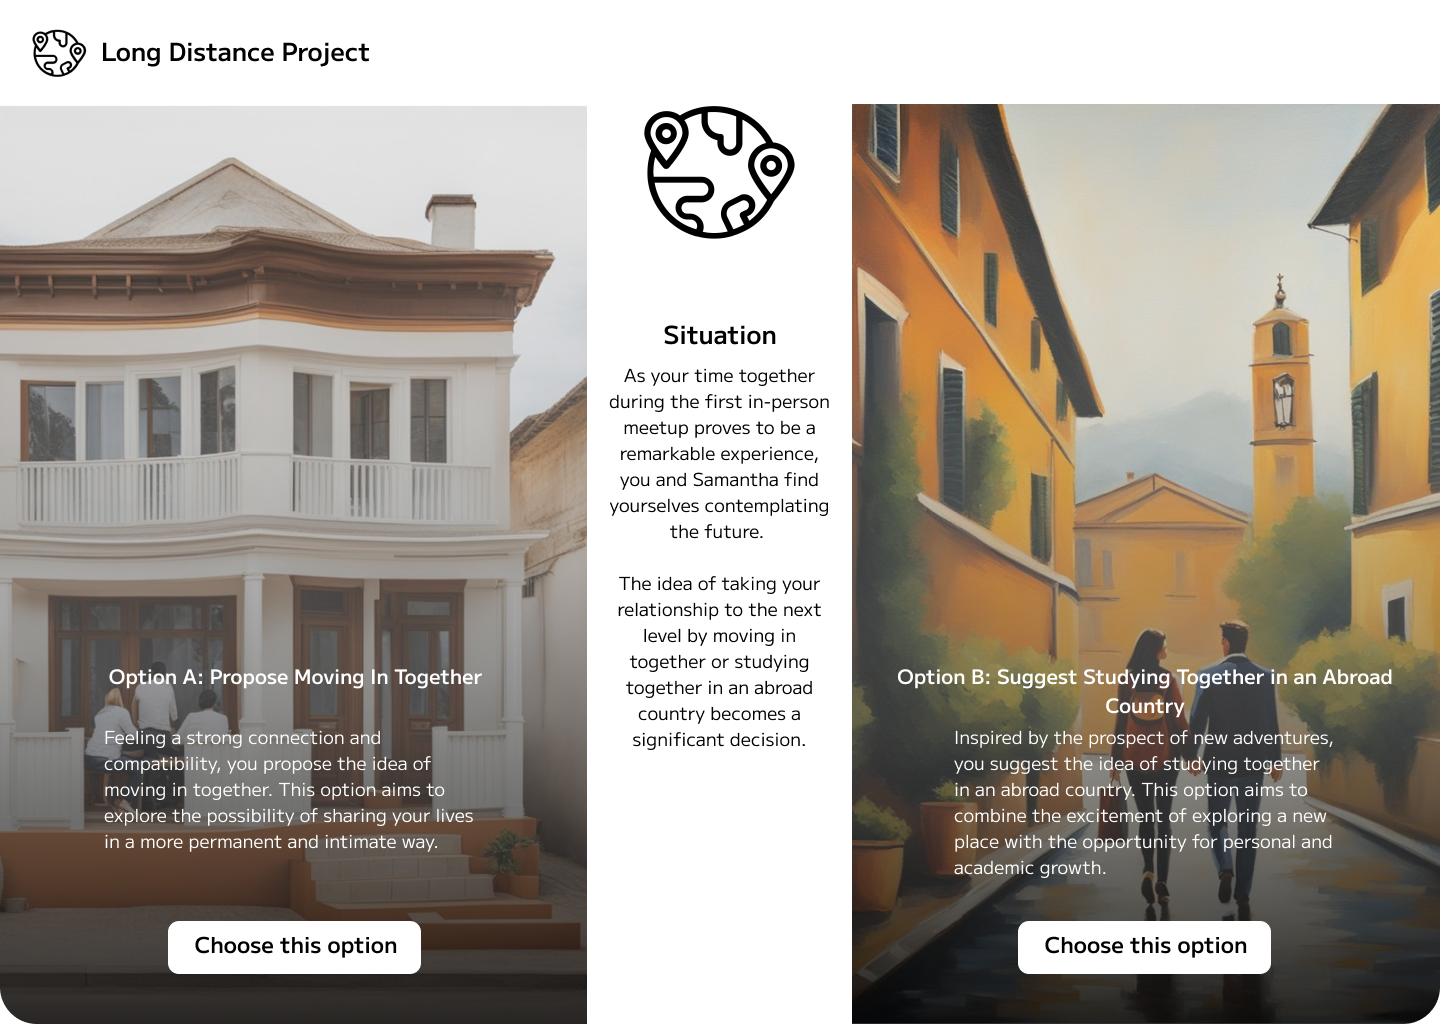 Long Distance Project
Situation
As your time together
during the first in-person
meetup proves to be a
remarkable experience,
you and Samantha find
yourselves contemplating
the future.
The idea of taking your
relationship to the next
level by moving in
together or studying
together in an abroad
country becomes a
significant decision.
Option A: Propose Moving In Together
Feeling a strong connection and
compatibility, you propose the idea of
moving in together. This option aims to
explore the possibility of sharing your lives
in a more permanent and intimate way.
Choose this option
Option B: Suggest Studying Together in an Abroad
Country
Inspired by the prospect of new adventures,
you suggest the idea of studying together
in an abroad country. This option aims to
combine the excitement of exploring a new
place with the opportunity for personal and
academic growth.
Choose this option